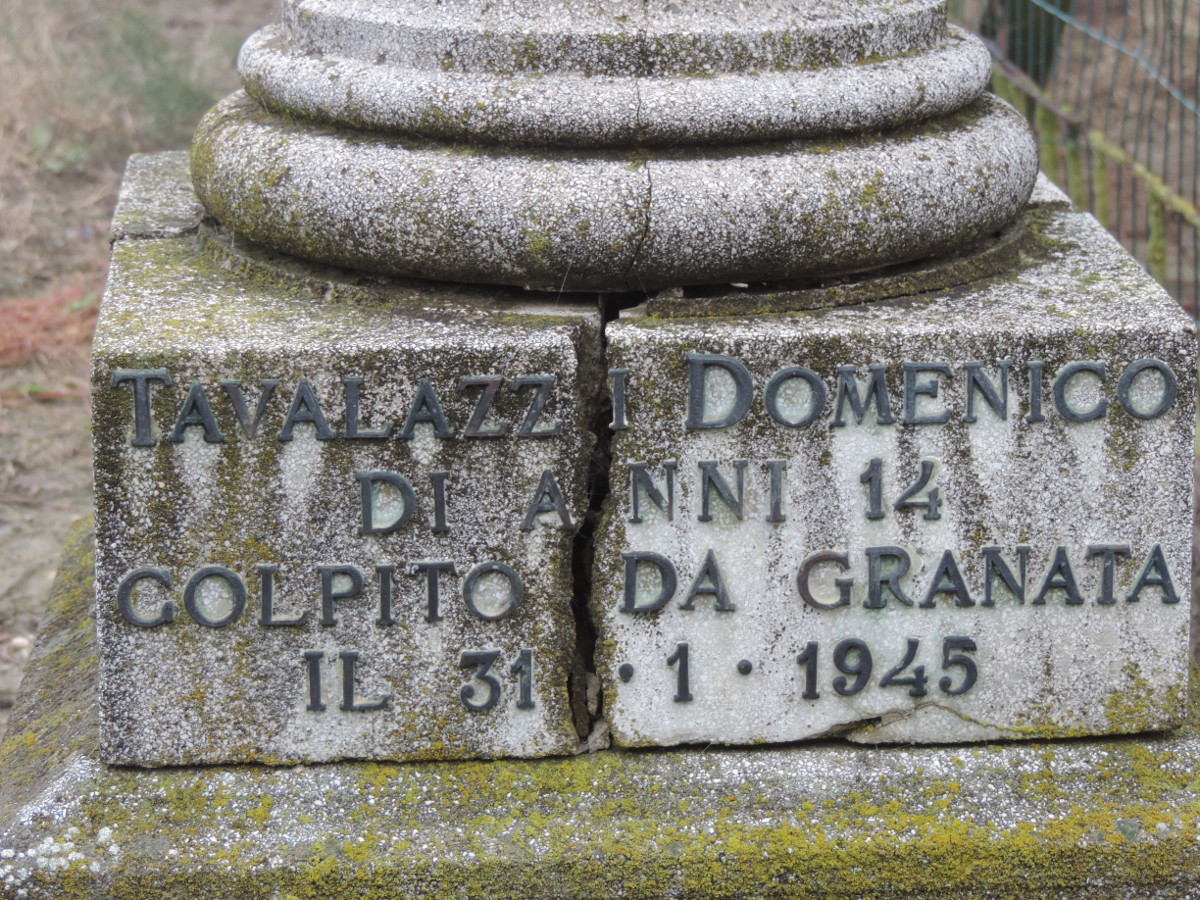 TAVALAZZI DOMENICO
DI ANNI 14
COLPITO DA GRANATA
IL 31·1·1945